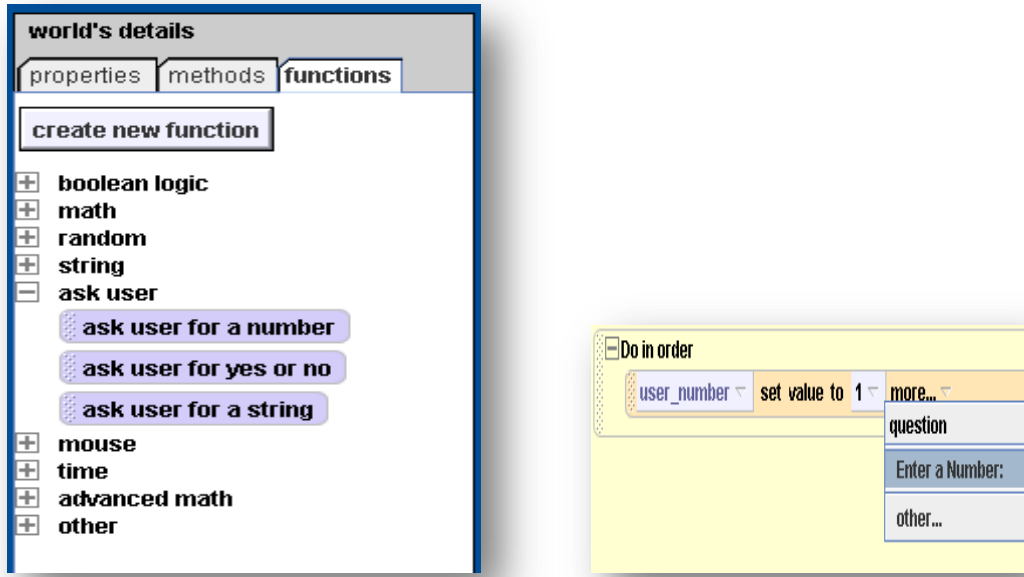 world's details
properties methods functions
create new function
boolean logic
math
random
string
ask user
ask user for a number
ask user for yes or no
ask user for a string
mouse
time
advanced math
other
Do in order
user_number set value to 1 more...
question
Enter a Number:
other...